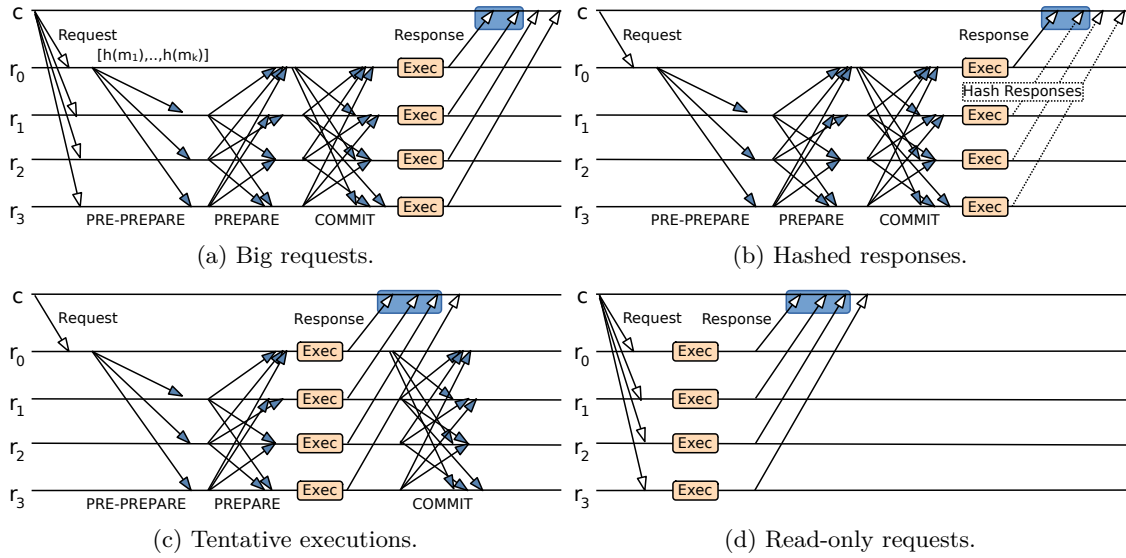 c
Request
Response
[h(m1),..,h(mk)]
r0
Exec
r1
Exec
r2
Exec
r3
Exec
PRE-PREPARE PREPARE COMMIT
(a) Big requests.
Request
Response
r0
Exec
Hash Responses
r1
Exec
r2
Exec
r3
Exec
PRE-PREPARE PREPARE COMMIT
c
(b) Hashed responses.
c
Request
Response
r0
Exec
r1
Exec
r2
Exec
r3
Exec
PRE-PREPARE PREPARE COMMIT
(c) Tentative executions.
c
Request Response
r0
Exec
r1
Exec
r2
Exec
r3
Exec
(d) Read-only requests.